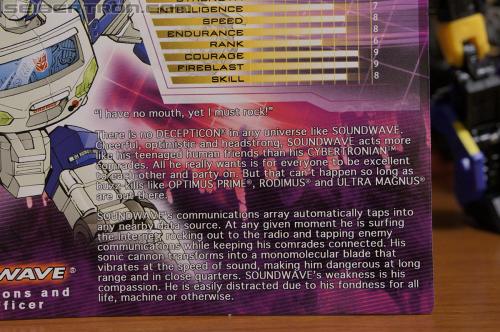 SEIBERTRON.COM
INTELLIGENCE
7
SPEED
8
ENDURANCE
8
RANK
6
COURAGE
9
FIREBLAST
9
SKILL
8
"I have no mouth, yet I must rock!"
There is no DECEPTICON® in any universe like SOUNDWAVE.
Cheerful, optimistic and headstrong, SOUNDWAVE acts more
like his teenaged human friends than his CYBERTRONIAN™
comrades. All he really wants is for everyone to be excellent
to each other and party on. But that can't happen so long as
buzz-kills like OPTIMUS PRIME®, RODIMUS® and ULTRA MAGNUS®
are out there.
SOUNDWAVE's communications array automatically taps into
any nearby data source. At any given moment he is surfing
the internet, rocking out to the radio and tapping enemy
communications while keeping his comrades connected. His
sonic cannon transforms into a monomolecular blade that
vibrates at the speed of sound, making him dangerous at long
range and in close quarters. SOUNDWAVE's weakness is his
compassion. He is easily distracted due to his fondness for all
life, machine or otherwise.
WAVE®
ons and
ficer